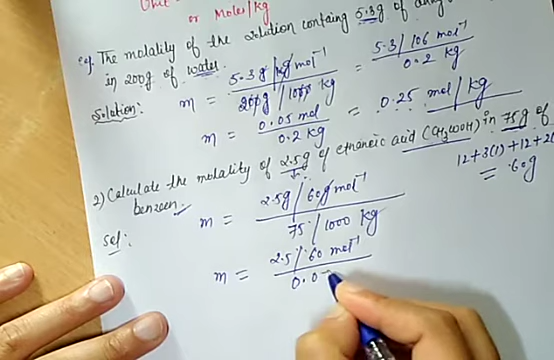 or Moles/kg
eg. The molality of the solution containg 5.3g of
in 200g of water.
Solution: m = 5.3g/106g mol⁻¹ / 200g/1000 kg = 5.3/106 mol⁻¹ / 0.2 kg
m = 0.05 mol / 0.2 kg = 0.25 mol/kg
2) Calculate the molality of 2.5g of ethanoic acid (CH₃COOH) in 75g of
benzen.
12+3(1)+12+2
= 60g
Sol: m = 2.5g/60g mol⁻¹ / 75/1000 kg
m = 2.5/60 mol⁻¹ / 0.0